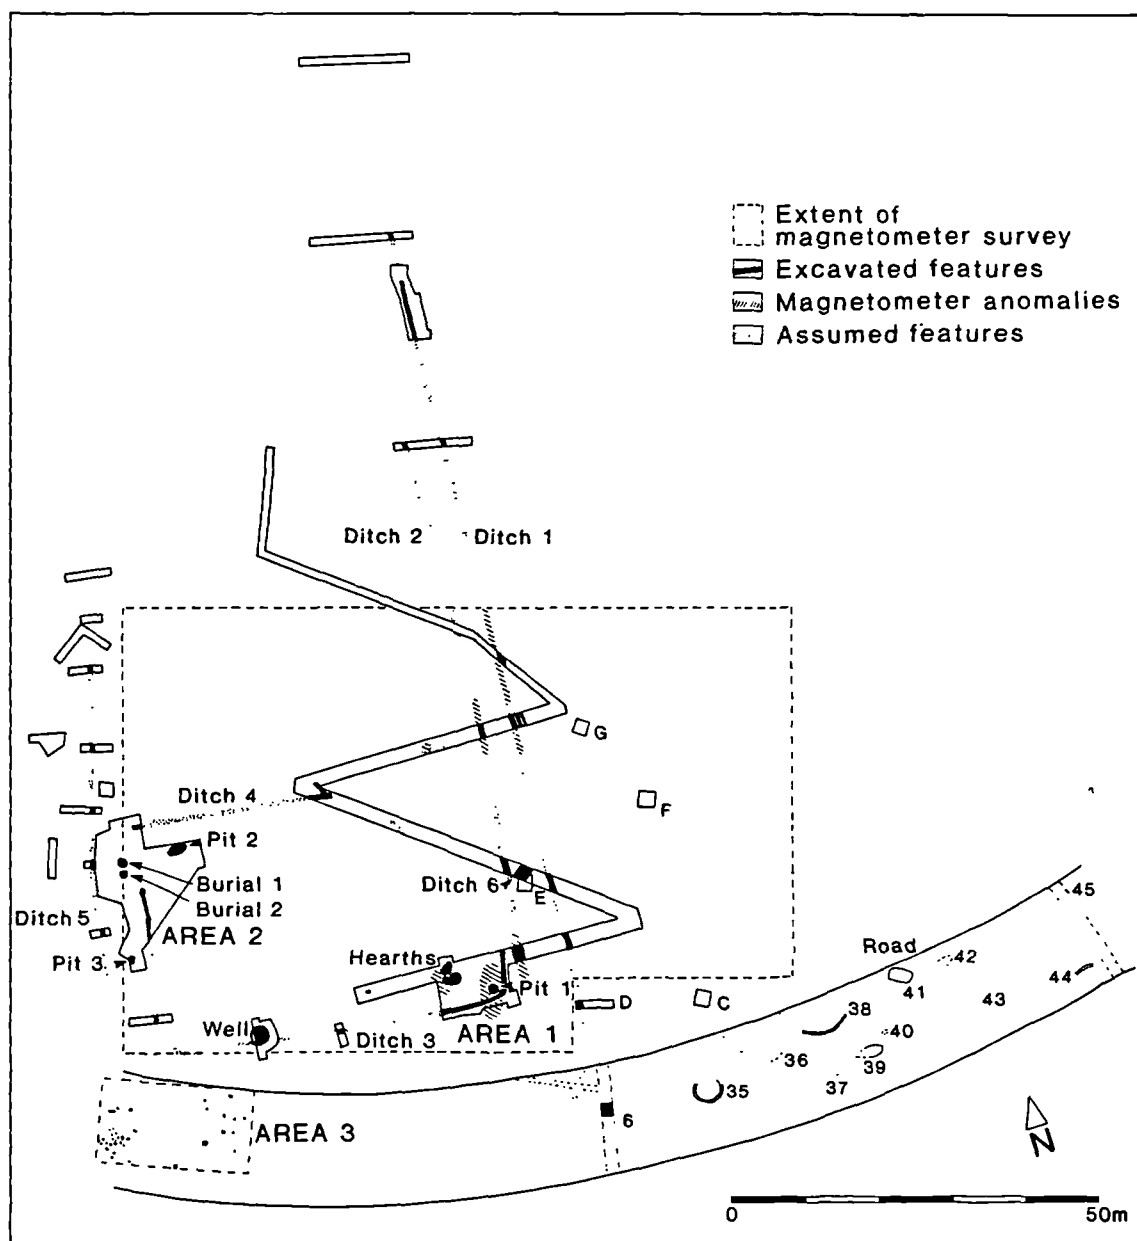 Extent of
magnetometer survey
Excavated features
Magnetometer anomalies
Assumed features
Ditch 2
Ditch 1
G
Ditch 4
F
Pit 2
Burial 1
Ditch 6
E
Burial 2
Ditch 5
AREA 2
45
Road
42
Pit 3
Hearths
44
Pit 1
41
43
D
C
38
Well
Ditch 3
AREA 1
40
36
39
37
35
6
AREA 3
N
0
50m